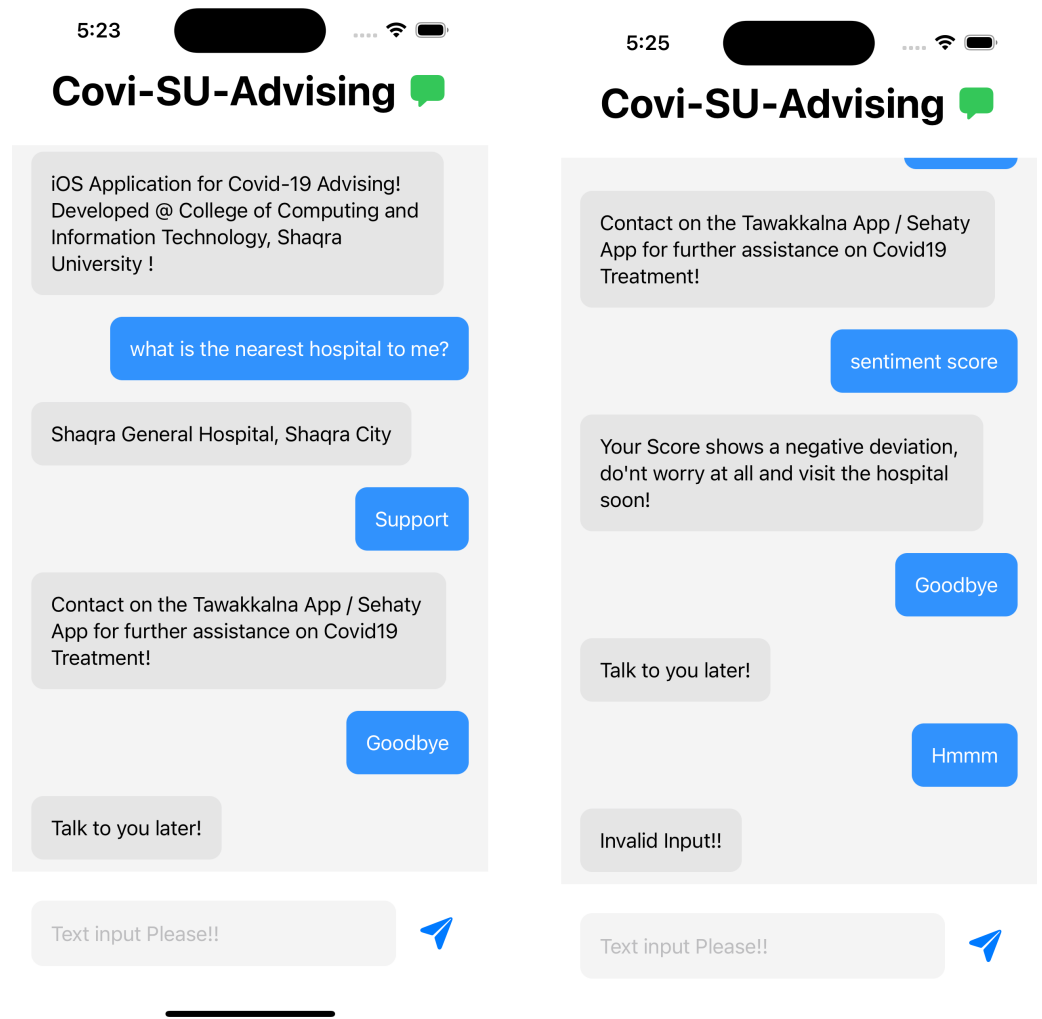 5:23
Covi-SU-Advising
iOS Application for Covid-19 Advising!
Developed @ College of Computing and
Information Technology, Shaqra
University !
what is the nearest hospital to me?
Shaqra General Hospital, Shaqra City
Support
Contact on the Tawakkalna App / Sehaty
App for further assistance on Covid19
Treatment!
Goodbye
Talk to you later!
Text input Please!!
5:25
Covi-SU-Advising
Contact on the Tawakkalna App / Sehaty
App for further assistance on Covid19
Treatment!
sentiment score
Your Score shows a negative deviation,
do'nt worry at all and visit the hospital
soon!
Goodbye
Talk to you later!
Hmmm
Invalid Input!!
Text input Please!!